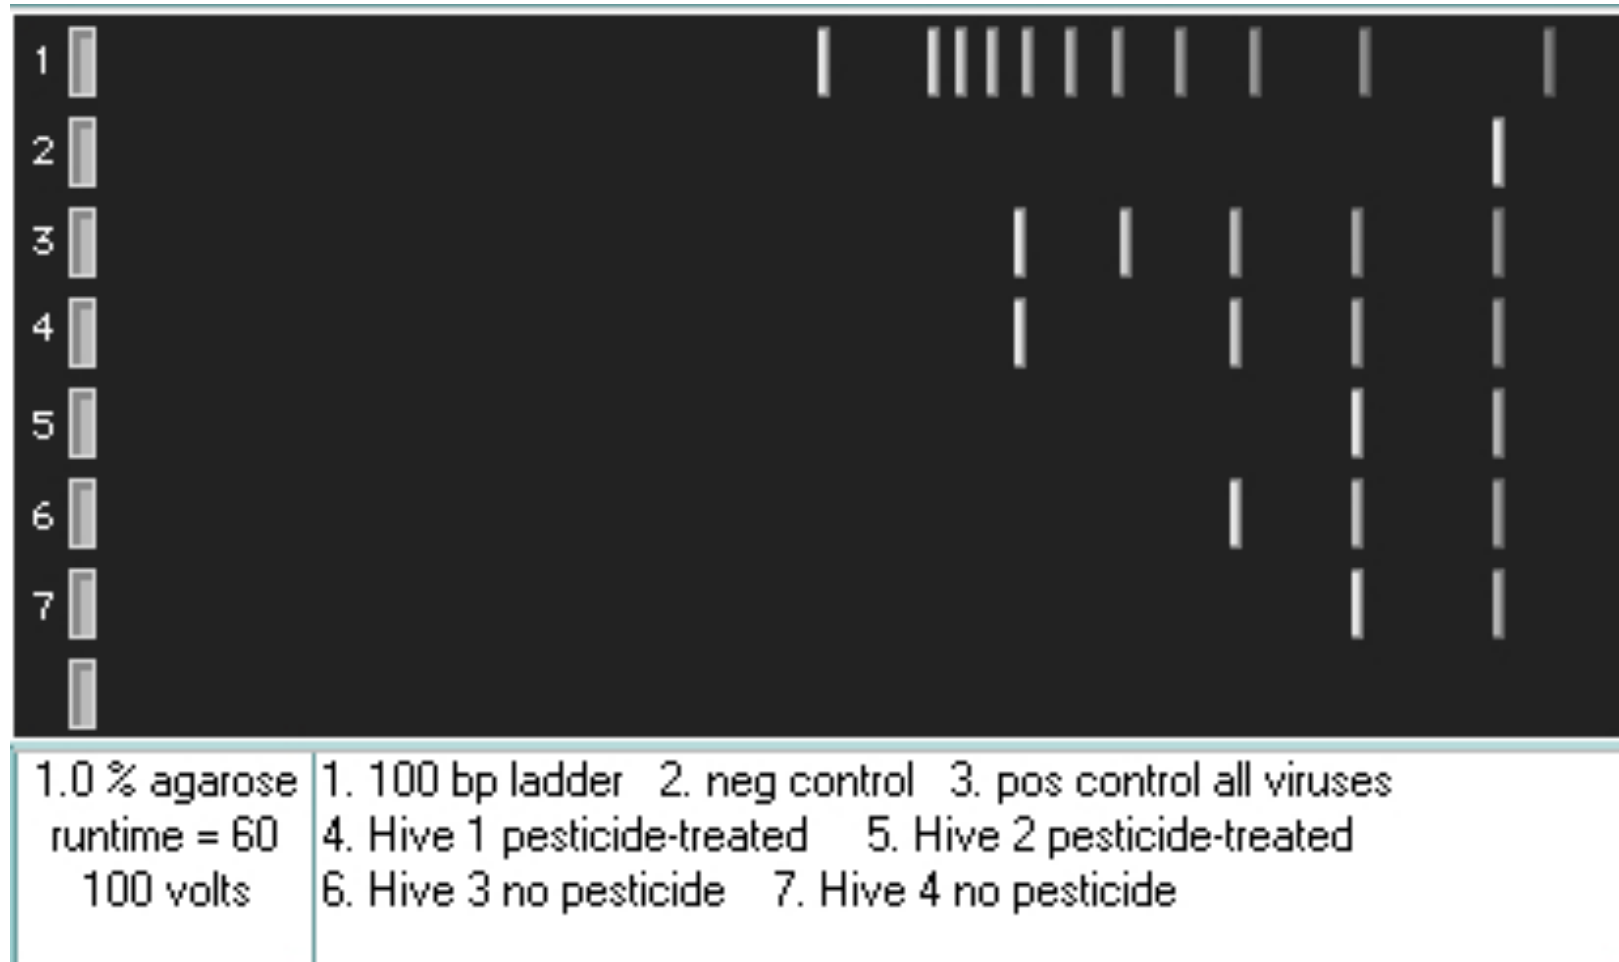 1
2
3
4
5
6
7
1.0 % agarose
runtime = 60
100 volts
1. 100 bp ladder 2. neg control 3. pos control all viruses
4. Hive 1 pesticide-treated 5. Hive 2 pesticide-treated
6. Hive 3 no pesticide 7. Hive 4 no pesticide